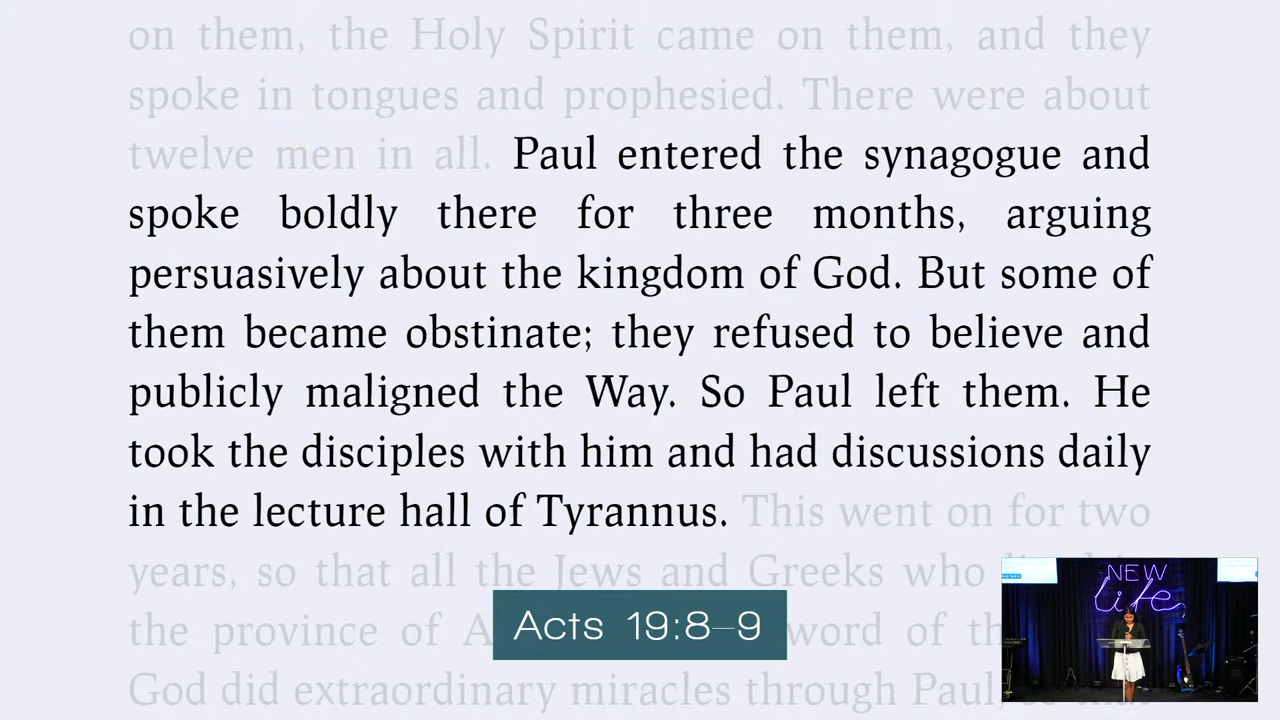 on them, the Holy Spirit came on them, and they
spoke in tongues and prophesied. There were about
twelve men in all. Paul entered the synagogue and
spoke boldly there for three months, arguing
persuasively about the kingdom of God. But some of
them became obstinate; they refused to believe and
publicly maligned the Way. So Paul left them. He
took the disciples with him and had discussions daily
in the lecture hall of Tyrannus. This went on for two
years, so that all the Jews and Greeks who
the province of A word of
God did extraordinary miracles through Paul,
Acts 19:8–9
NEW
life